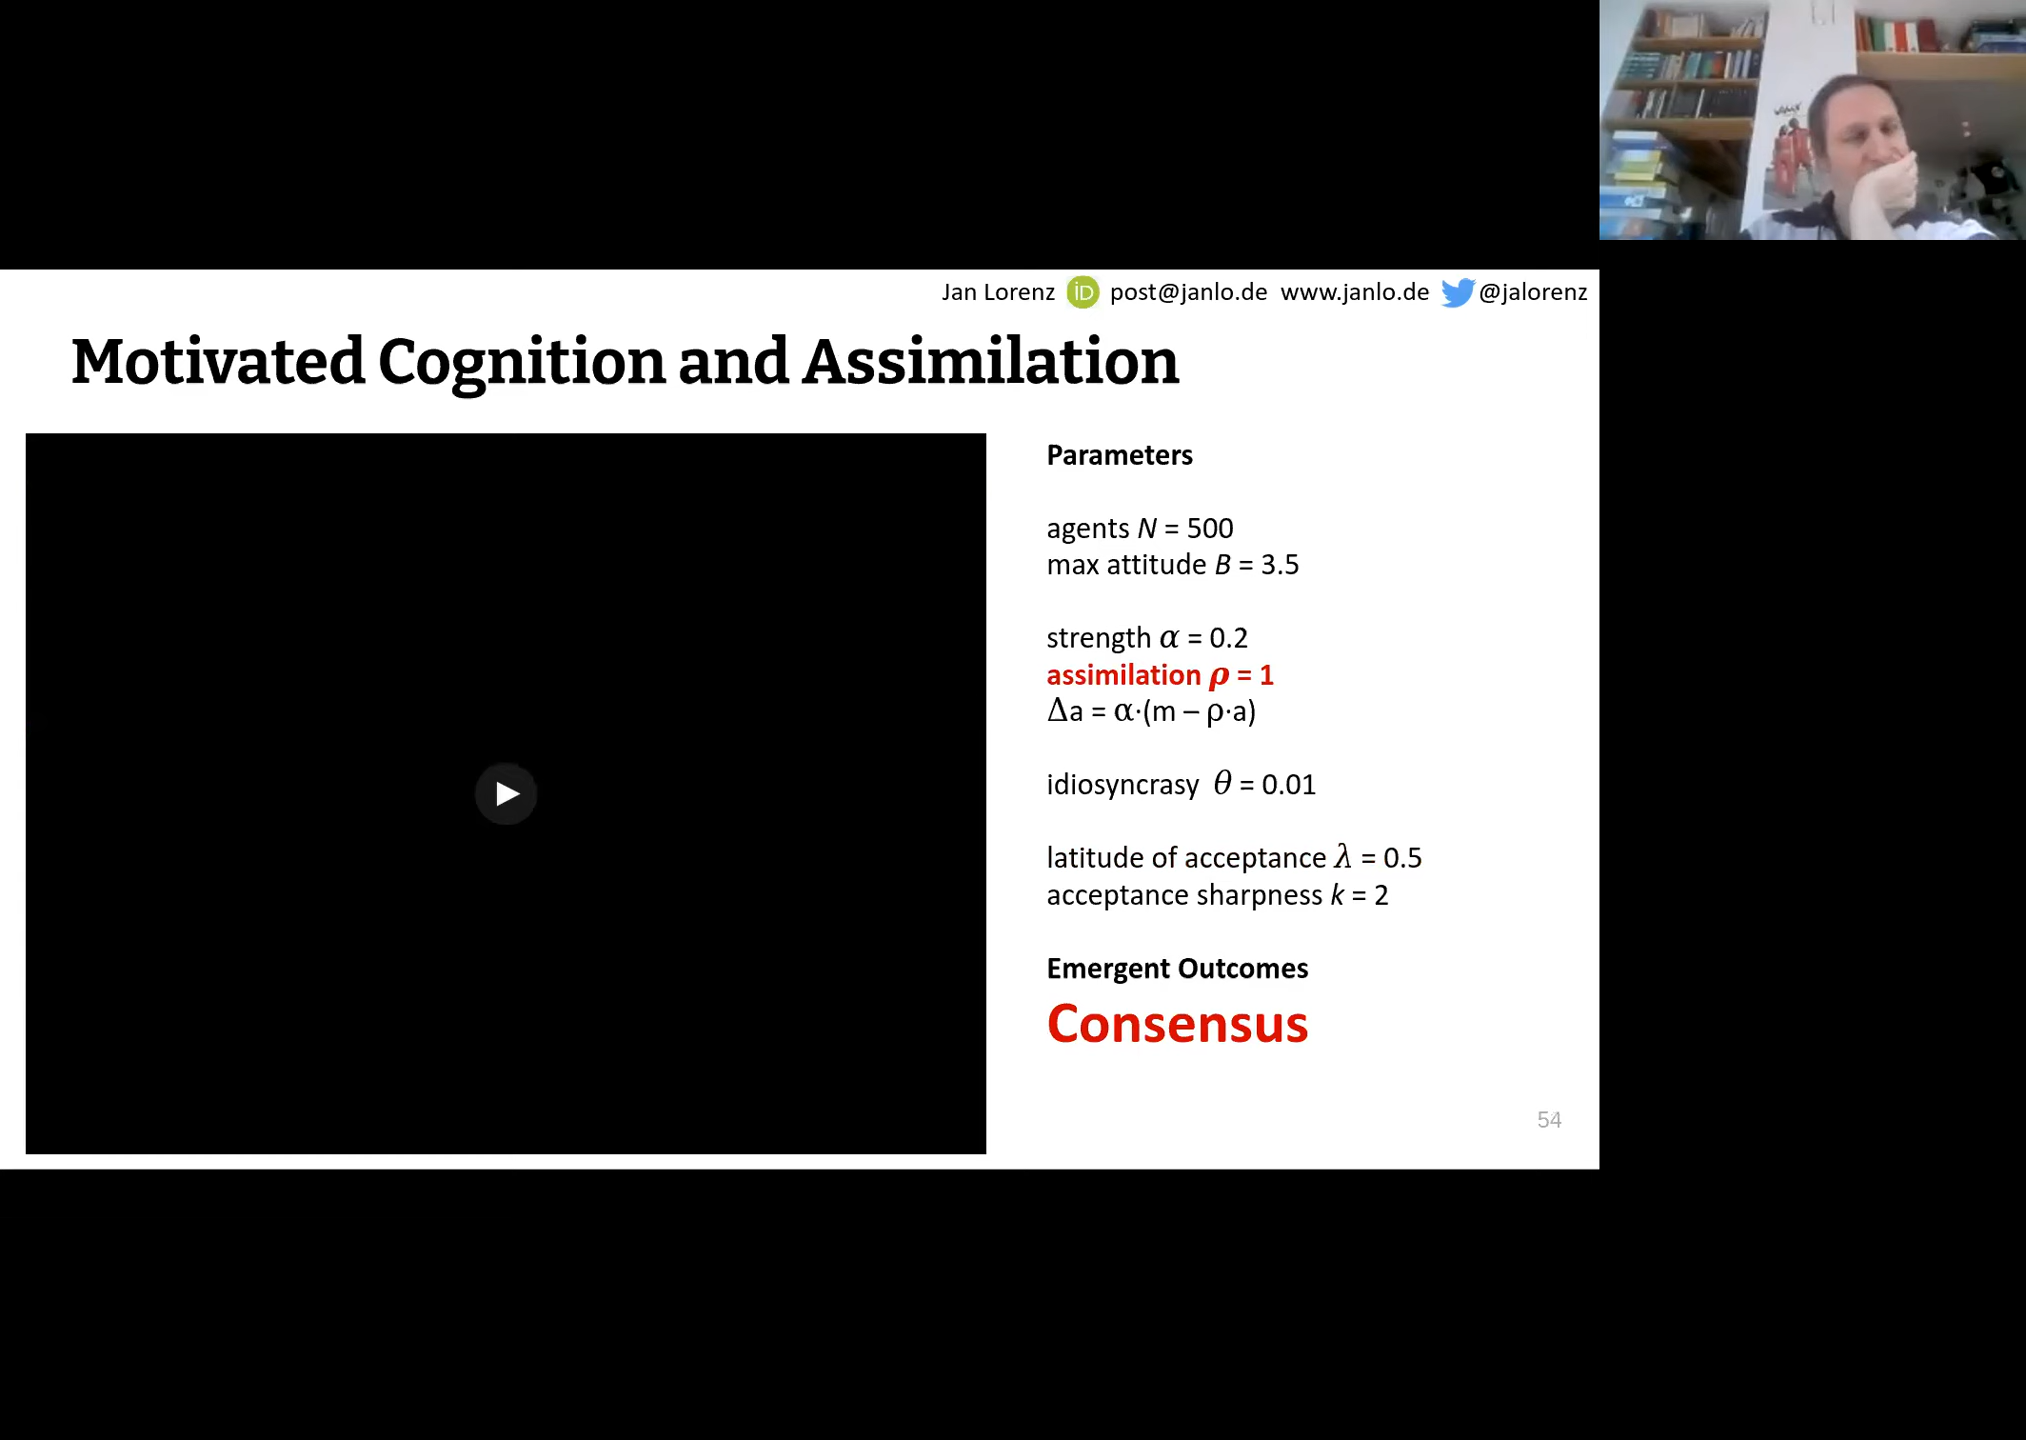 Jan Lorenz iD post@janlo.de www.janlo.de @jalorenz
Motivated Cognition and Assimilation
Parameters
agents N = 500
max attitude B = 3.5
strength α = 0.2
assimilation ρ = 1
Δa = α·(m – ρ·a)
idiosyncrasy θ = 0.01
latitude of acceptance λ = 0.5
acceptance sharpness k = 2
Emergent Outcomes
Consensus
54